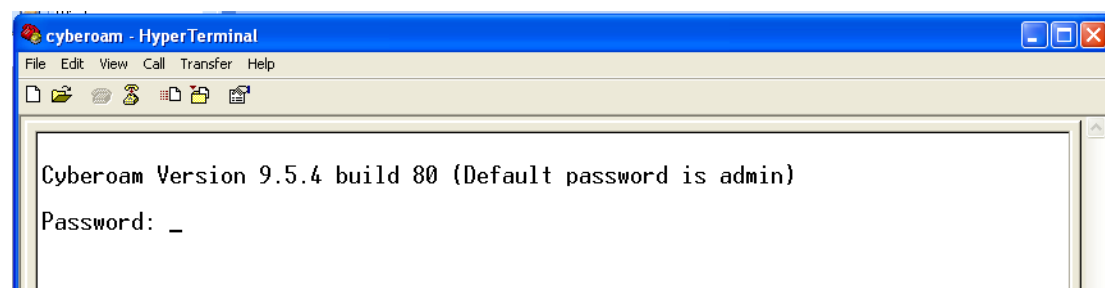 cyberoam - HyperTerminal
File Edit View Call Transfer Help
Cyberoam Version 9.5.4 build 80 (Default password is admin)
Password: _